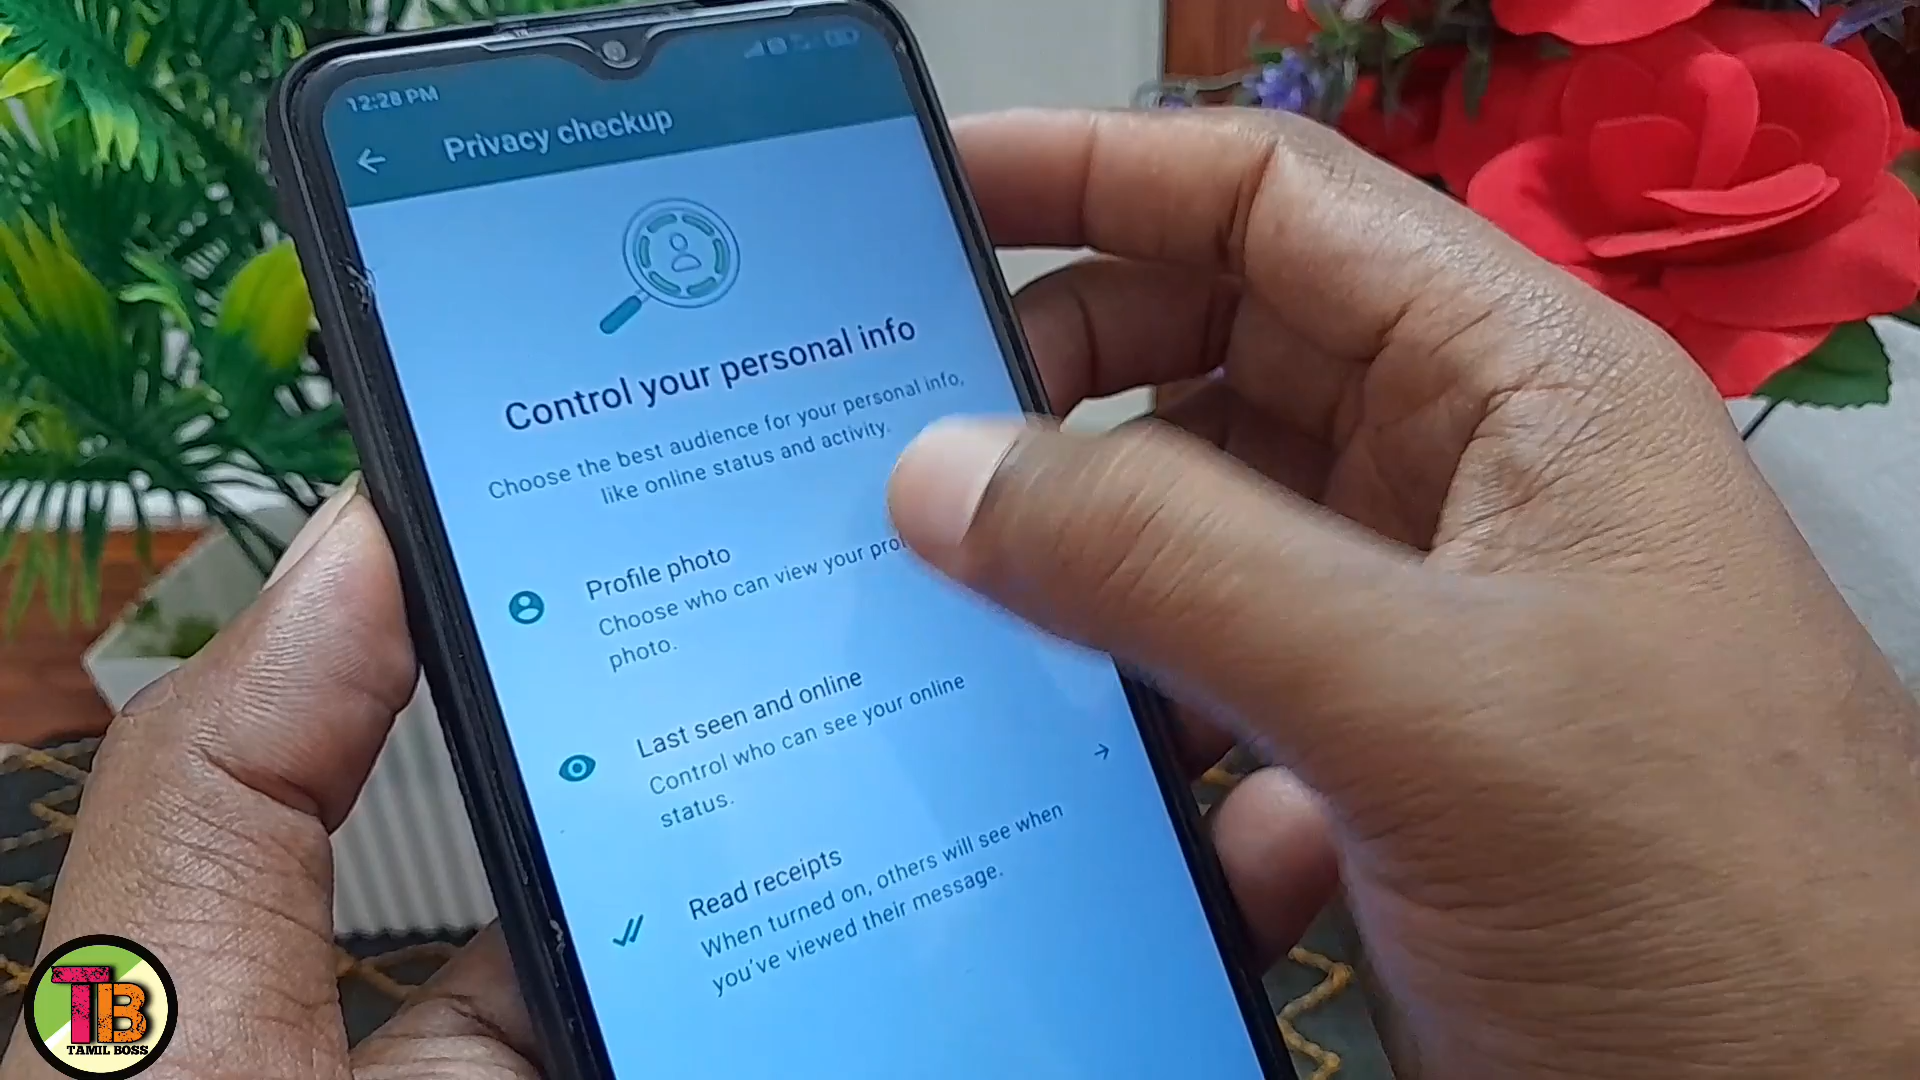 12:28 PM
Privacy checkup
Control your personal info
Choose the best audience for your personal info,
like online status and activity.
Profile photo
Choose who can view your
photo.
Last seen and online
Control who can see your online
status.
Read receipts
When turned on, others will see when
you've viewed their message.
TB
TAMIL BOSS